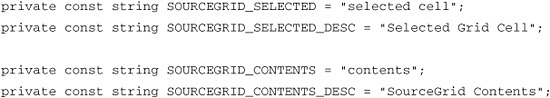 private const string SOURCEGRID_SELECTED = "selected cell";
private const string SOURCEGRID_SELECTED_DESC = "Selected Grid Cell";
private const string SOURCEGRID_CONTENTS = "contents";
private const string SOURCEGRID_CONTENTS_DESC = "SourceGrid Contents";